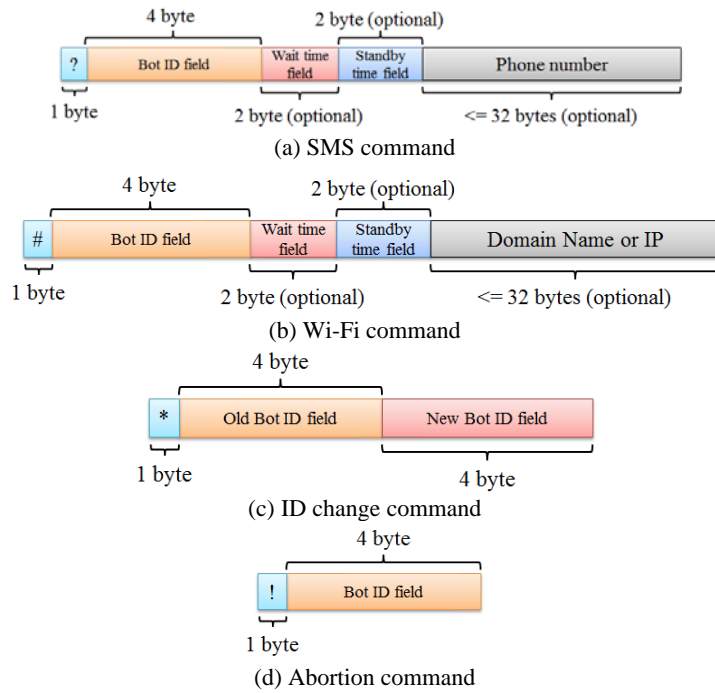 4 byte
2 byte (optional)
?
Bot ID field
Wait time
field
Standby
time field
Phone number
1 byte
2 byte (optional)
<= 32 bytes (optional)
(a) SMS command
4 byte
2 byte (optional)
#
Bot ID field
Wait time
field
Standby
time field
Domain Name or IP
1 byte
2 byte (optional)
<= 32 bytes (optional)
(b) Wi-Fi command
4 byte
*
Old Bot ID field
New Bot ID field
1 byte
4 byte
(c) ID change command
4 byte
!
Bot ID field
1 byte
(d) Abortion command